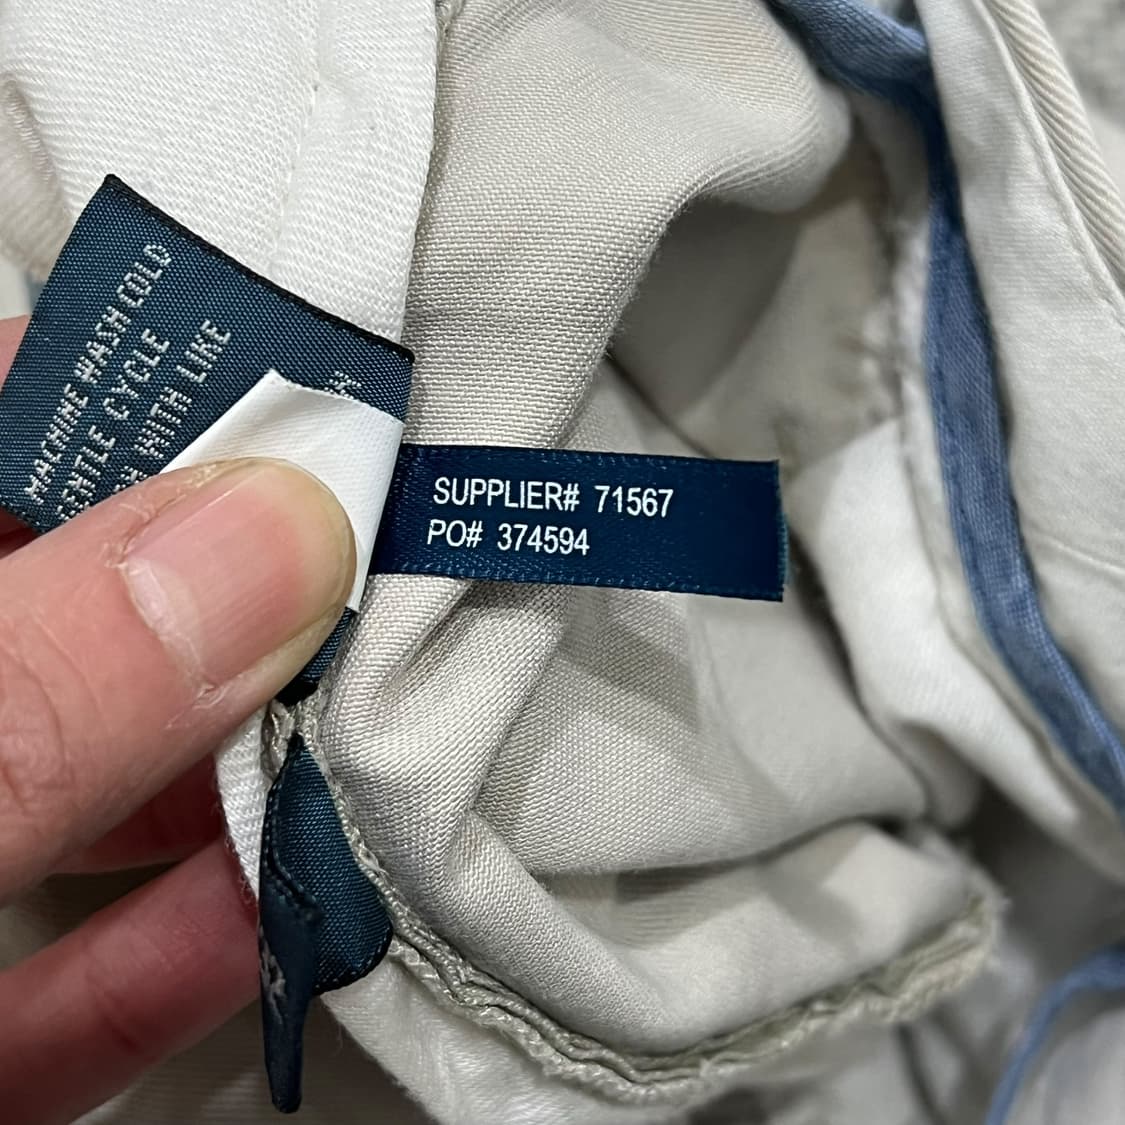 MACHINE WASH COLD
GENTLE CYCLE
WITH LIKE
SUPPLIER# 71567
PO# 374594